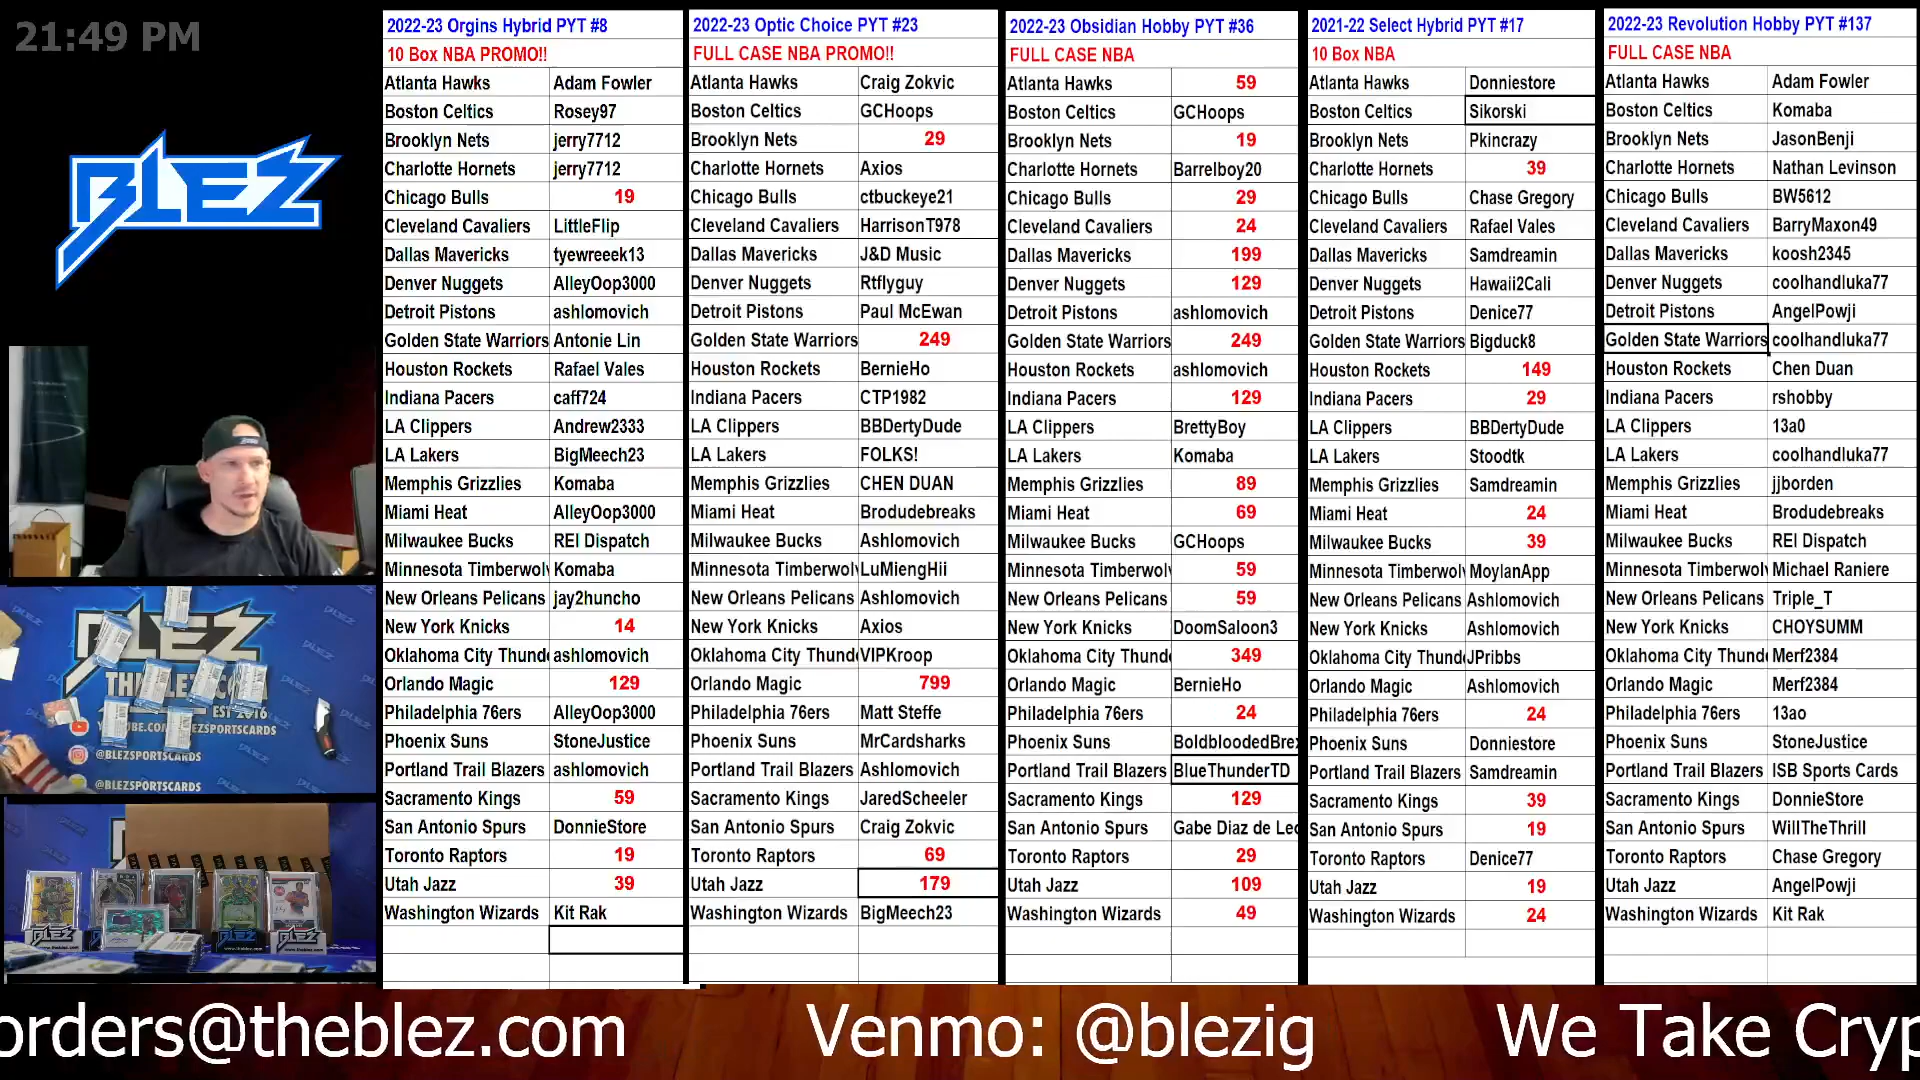 21:49 PM
BLEZ
2022-23 Orgins Hybrid PYT #8
10 Box NBA PROMO!!
Atlanta Hawks Adam Fowler
Boston Celtics Rosey97
Brooklyn Nets jerry7712
Charlotte Hornets jerry7712
Chicago Bulls 19
Cleveland Cavaliers LittleFlip
Dallas Mavericks tyewreeek13
Denver Nuggets AlleyOop3000
Detroit Pistons ashlomovich
Golden State Warriors Antonie Lin
Houston Rockets Rafael Vales
Indiana Pacers caff724
LA Clippers Andrew2333
LA Lakers BigMeech23
Memphis Grizzlies Komaba
Miami Heat AlleyOop3000
Milwaukee Bucks REI Dispatch
Minnesota Timberwolv Komaba
New Orleans Pelicans jay2huncho
New York Knicks 14
Oklahoma City Thund ashlomovich
Orlando Magic 129
Philadelphia 76ers AlleyOop3000
Phoenix Suns StoneJustice
Portland Trail Blazers ashlomovich
Sacramento Kings 59
San Antonio Spurs DonnieStore
Toronto Raptors 19
Utah Jazz 39
Washington Wizards Kit Rak
2022-23 Optic Choice PYT #23
FULL CASE NBA PROMO!!
Atlanta Hawks Craig Zokvic
Boston Celtics GCHoops
Brooklyn Nets 29
Charlotte Hornets Axios
Chicago Bulls ctbuckeye21
Cleveland Cavaliers HarrisonT978
Dallas Mavericks J&D Music
Denver Nuggets Rtflyguy
Detroit Pistons Paul McEwan
Golden State Warriors 249
Houston Rockets BernieHo
Indiana Pacers CTP1982
LA Clippers BBDertyDude
LA Lakers FOLKS!
Memphis Grizzlies CHEN DUAN
Miami Heat Brodudebreaks
Milwaukee Bucks Ashlomovich
Minnesota Timberwolv LuMiengHii
New Orleans Pelicans Ashlomovich
New York Knicks Axios
Oklahoma City Thund VIPKroop
Orlando Magic 799
Philadelphia 76ers Matt Steffe
Phoenix Suns MrCardsharks
Portland Trail Blazers Ashlomovich
Sacramento Kings JaredScheeler
San Antonio Spurs Craig Zokvic
Toronto Raptors 69
Utah Jazz 179
Washington Wizards BigMeech23
2022-23 Obsidian Hobby PYT #36
FULL CASE NBA
Atlanta Hawks 59
Boston Celtics GCHoops
Brooklyn Nets 19
Charlotte Hornets Barrelboy20
Chicago Bulls 29
Cleveland Cavaliers 24
Dallas Mavericks 199
Denver Nuggets 129
Detroit Pistons ashlomovich
Golden State Warriors 249
Houston Rockets ashlomovich
Indiana Pacers 129
LA Clippers BrettyBoy
LA Lakers Komaba
Memphis Grizzlies 89
Miami Heat 69
Milwaukee Bucks GCHoops
Minnesota Timberwolv 59
New Orleans Pelicans 59
New York Knicks DoomSaloon3
Oklahoma City Thund 349
Orlando Magic BernieHo
Philadelphia 76ers 24
Phoenix Suns BoldbloodedBre
Portland Trail Blazers BlueThunderTD
Sacramento Kings 129
San Antonio Spurs Gabe Diaz de Leo
Toronto Raptors 29
Utah Jazz 109
Washington Wizards 49
2021-22 Select Hybrid PYT #17
10 Box NBA
Atlanta Hawks Donniestore
Boston Celtics Sikorski
Brooklyn Nets Pkincrazy
Charlotte Hornets 39
Chicago Bulls Chase Gregory
Cleveland Cavaliers Rafael Vales
Dallas Mavericks Samdreamin
Denver Nuggets Hawaii2Cali
Detroit Pistons Denice77
Golden State Warriors Bigduck8
Houston Rockets 149
Indiana Pacers 29
LA Clippers BBDertyDude
LA Lakers Stoodtk
Memphis Grizzlies Samdreamin
Miami Heat 24
Milwaukee Bucks 39
Minnesota Timberwolv MoylanApp
New Orleans Pelicans Ashlomovich
New York Knicks Ashlomovich
Oklahoma City Thund JPribbs
Orlando Magic Ashlomovich
Philadelphia 76ers 24
Phoenix Suns Donniestore
Portland Trail Blazers Samdreamin
Sacramento Kings 39
San Antonio Spurs 19
Toronto Raptors Denice77
Utah Jazz 19
Washington Wizards 24
2022-23 Revolution Hobby PYT #137
FULL CASE NBA
Atlanta Hawks Adam Fowler
Boston Celtics Komaba
Brooklyn Nets JasonBenji
Charlotte Hornets Nathan Levinson
Chicago Bulls BW5612
Cleveland Cavaliers BarryMaxon49
Dallas Mavericks koosh2345
Denver Nuggets coolhandluka77
Detroit Pistons AngelPowji
Golden State Warriors coolhandluka77
Houston Rockets Chen Duan
Indiana Pacers rshobby
LA Clippers 13a0
LA Lakers coolhandluka77
Memphis Grizzlies jjborden
Miami Heat Brodudebreaks
Milwaukee Bucks REI Dispatch
Minnesota Timberwolv Michael Raniere
New Orleans Pelicans Triple_T
New York Knicks CHOYSUMM
Oklahoma City Thund Merf2384
Orlando Magic Merf2384
Philadelphia 76ers 13ao
Phoenix Suns StoneJustice
Portland Trail Blazers ISB Sports Cards
Sacramento Kings DonnieStore
San Antonio Spurs WillTheThrill
Toronto Raptors Chase Gregory
Utah Jazz AngelPowji
Washington Wizards Kit Rak
BLEZ
EST 2016
@BLEZSPORTSCARDS
@BLEZSPORTSCARDS
BLEZ
BLEZ
BLEZ
orders@theblez.com Venmo: @blezig We Take Cryp